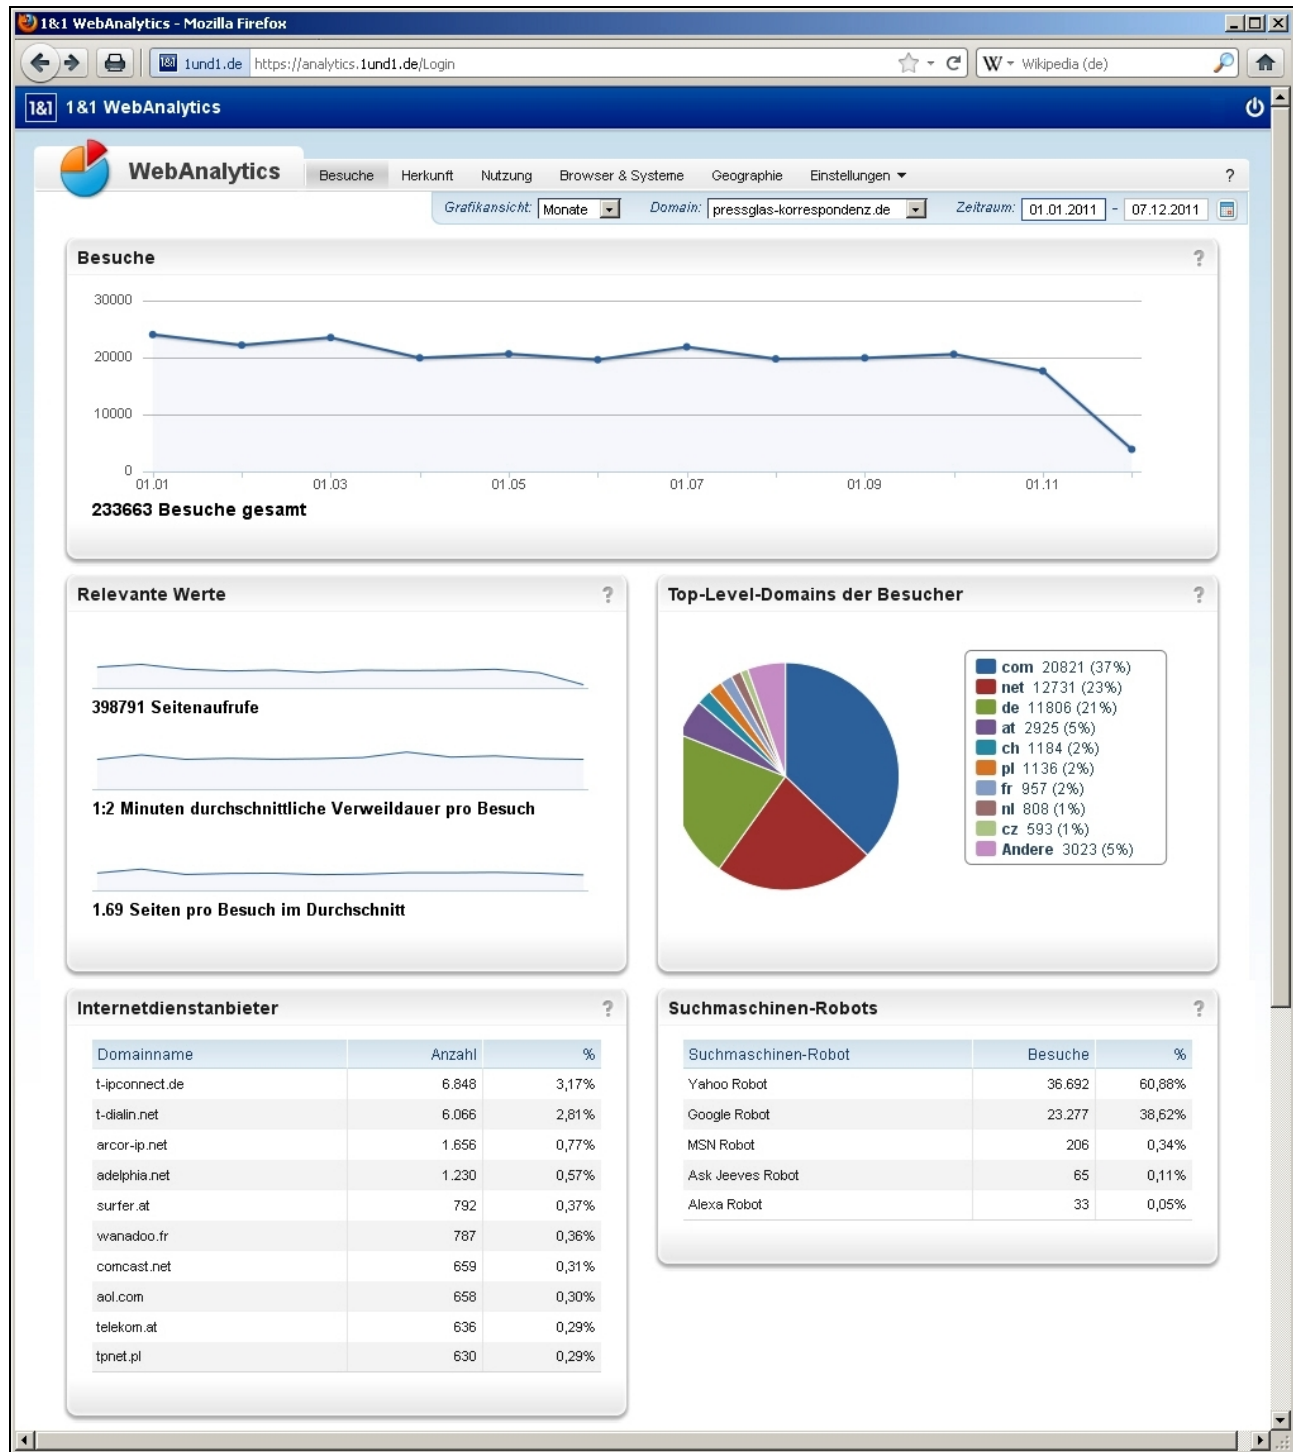 1&1 WebAnalytics - Mozilla Firefox
1&1 1und1.de https://analytics.1und1.de/Login W Wikipedia (de)
1&1 1&1 WebAnalytics
WebAnalytics Besuche Herkunft Nutzung Browser & Systeme Geographie Einstellungen ?
Grafikansicht: Monate Domain: pressglas-korrespondenz.de Zeitraum: 01.01.2011 - 07.12.2011
Besuche ?
30000
20000
10000
0
01.01 01.03 01.05 01.07 01.09 01.11
233663 Besuche gesamt
Relevante Werte ?
398791 Seitenaufrufe
1:2 Minuten durchschnittliche Verweildauer pro Besuch
1.69 Seiten pro Besuch im Durchschnitt
Top-Level-Domains der Besucher ?
com 20821 (37%)
net 12731 (23%)
de 11806 (21%)
at 2925 (5%)
ch 1184 (2%)
pl 1136 (2%)
fr 957 (2%)
nl 808 (1%)
cz 593 (1%)
Andere 3023 (5%)
Internetdienstanbieter ?
Domainname Anzahl %
t-ipconnect.de 6.848 3,17%
t-dialin.net 6.066 2,81%
arcor-ip.net 1.656 0,77%
adelphia.net 1.230 0,57%
surfer.at 792 0,37%
wanadoo.fr 787 0,36%
comcast.net 659 0,31%
aol.com 658 0,30%
telekom.at 636 0,29%
tpnet.pl 630 0,29%
Suchmaschinen-Robots ?
Suchmaschinen-Robot Besuche %
Yahoo Robot 36.692 60,88%
Google Robot 23.277 38,62%
MSN Robot 206 0,34%
Ask Jeeves Robot 65 0,11%
Alexa Robot 33 0,05%